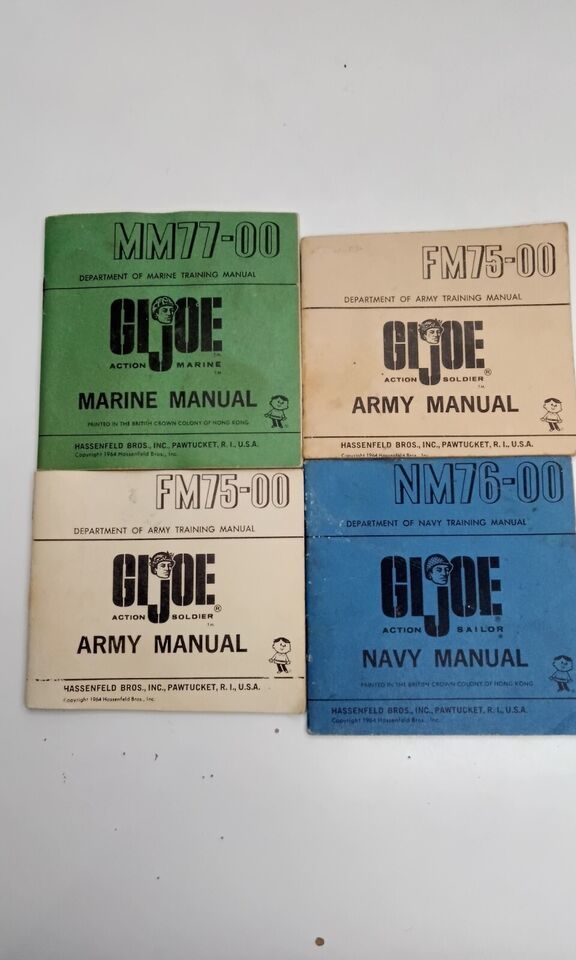 MM77-00
DEPARTMENT OF MARINE TRAINING MANUAL
GI JOE
T.M.
ACTION MARINE
T.M.
MARINE MANUAL
PRINTED IN THE BRITISH CROWN COLONY OF HONG KONG
HASSENFELD BROS., INC., PAWTUCKET, R. I., U.S.A.
Copyright 1964 Hassenfeld Bros., Inc.
FM75-00
DEPARTMENT OF ARMY TRAINING MANUAL
GI JOE
®
ACTION SOLDIER
T.M.
ARMY MANUAL
HASSENFELD BROS., INC., PAWTUCKET, R. I., U.S.A.
Copyright 1964 Hassenfeld Bros., Inc.
FM75-00
DEPARTMENT OF ARMY TRAINING MANUAL
GI JOE
®
ACTION SOLDIER
T.M.
ARMY MANUAL
HASSENFELD BROS., INC., PAWTUCKET, R. I., U.S.A.
Copyright 1964 Hassenfeld Bros., Inc.
NM76-00
DEPARTMENT OF NAVY TRAINING MANUAL
GI JOE
®
ACTION SAILOR
T.M.
NAVY MANUAL
PRINTED IN THE BRITISH CROWN COLONY OF HONG KONG
HASSENFELD BROS., INC., PAWTUCKET, R. I., U.S.A.
Copyright 1964 Hassenfeld Bros., Inc.